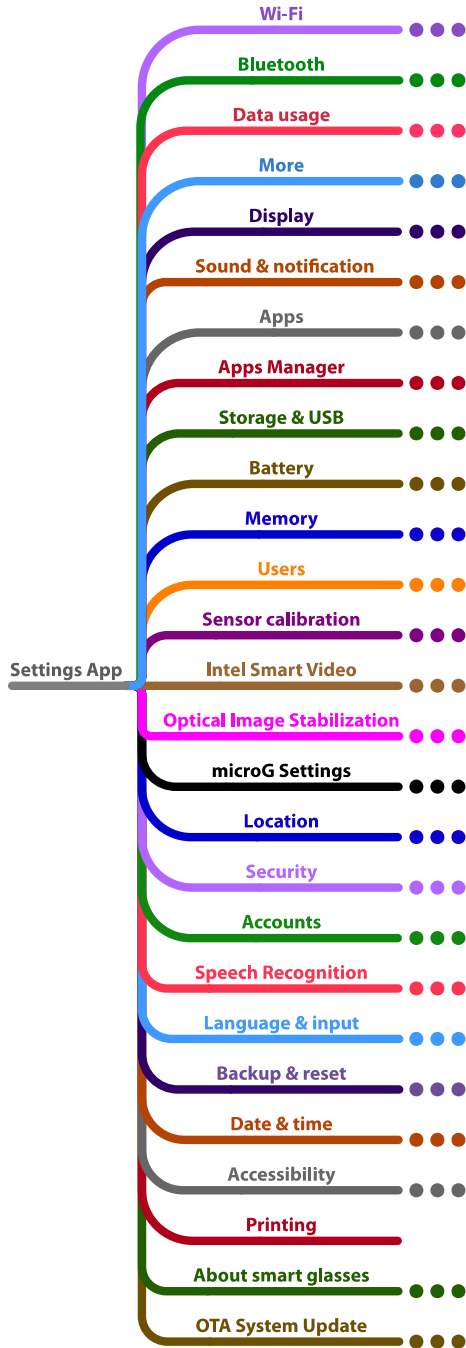 Wi-Fi
Bluetooth
Data usage
More
Display
Sound & notification
Apps
Apps Manager
Storage & USB
Battery
Memory
Users
Sensor calibration
Settings App
Intel Smart Video
Optical Image Stabilization
microG Settings
Location
Security
Accounts
Speech Recognition
Language & input
Backup & reset
Date & time
Accessibility
Printing
About smart glasses
OTA System Update